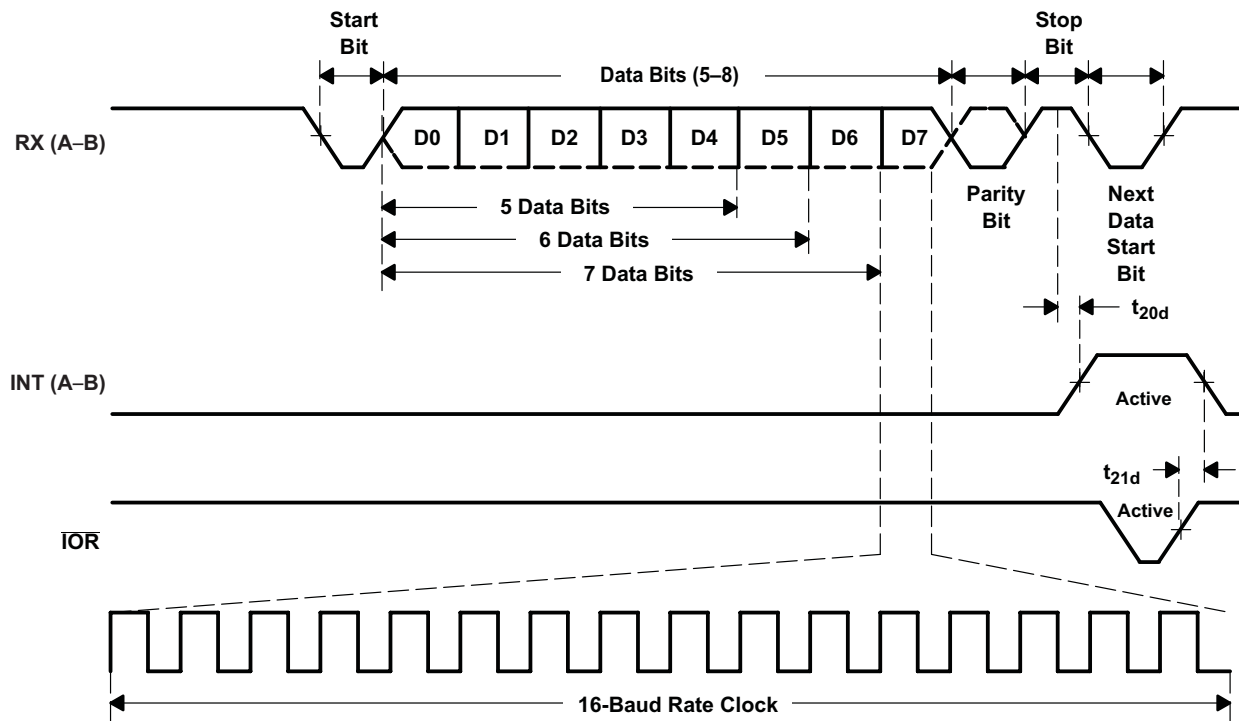 Start
Bit
Stop
Bit
Data Bits (5–8)
RX (A–B)
D0 D1 D2 D3 D4 D5 D6 D7
5 Data Bits
6 Data Bits
7 Data Bits
Parity
Bit
Next
Data
Start
Bit
t20d
INT (A–B)
Active
t21d
Active
IOR
16-Baud Rate Clock